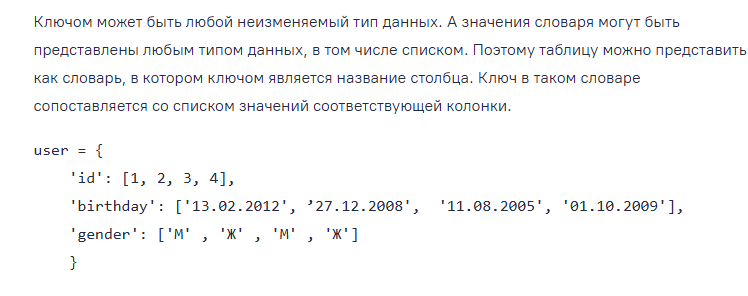 Ключом может быть любой неизменяемый тип данных. А значения словаря могут быть
представлены любым типом данных, в том числе списком. Поэтому таблицу можно представить
как словарь, в котором ключом является название столбца. Ключ в таком словаре
сопоставляется со списком значений соответствующей колонки.
user = {
    'id': [1, 2, 3, 4],
    'birthday': ['13.02.2012', ’27.12.2008',  '11.08.2005', '01.10.2009'],
    'gender': ['М' , 'Ж' , 'М' , 'Ж']
    }